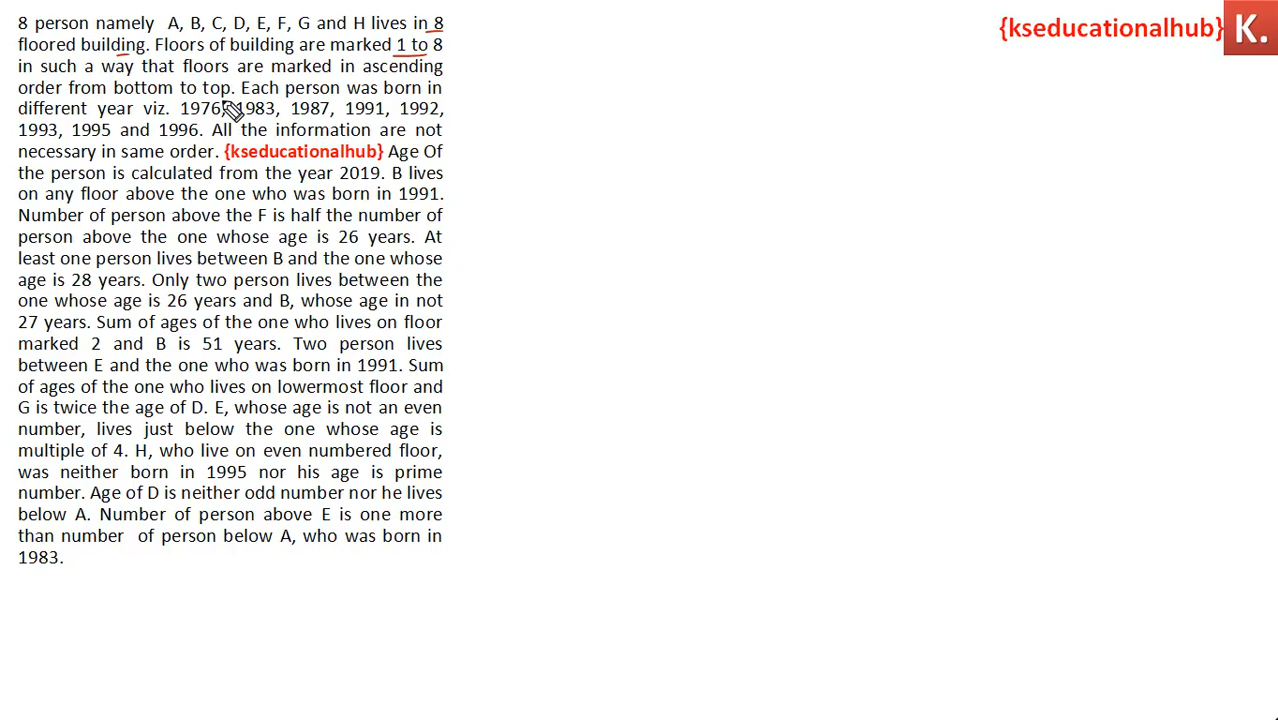 8 person namely A, B, C, D, E, F, G and H lives in 8
floored building. Floors of building are marked 1 to 8
in such a way that floors are marked in ascending
order from bottom to top. Each person was born in
different year viz. 1976, 1983, 1987, 1991, 1992,
1993, 1995 and 1996. All the information are not
necessary in same order. {kseducationalhub} Age Of
the person is calculated from the year 2019. B lives
on any floor above the one who was born in 1991.
Number of person above the F is half the number of
person above the one whose age is 26 years. At
least one person lives between B and the one whose
age is 28 years. Only two person lives between the
one whose age is 26 years and B, whose age in not
27 years. Sum of ages of the one who lives on floor
marked 2 and B is 51 years. Two person lives
between E and the one who was born in 1991. Sum
of ages of the one who lives on lowermost floor and
G is twice the age of D. E, whose age is not an even
number, lives just below the one whose age is
multiple of 4. H, who live on even numbered floor,
was neither born in 1995 nor his age is prime
number. Age of D is neither odd number nor he lives
below A. Number of person above E is one more
than number of person below A, who was born in
1983.
{kseducationalhub}
K.